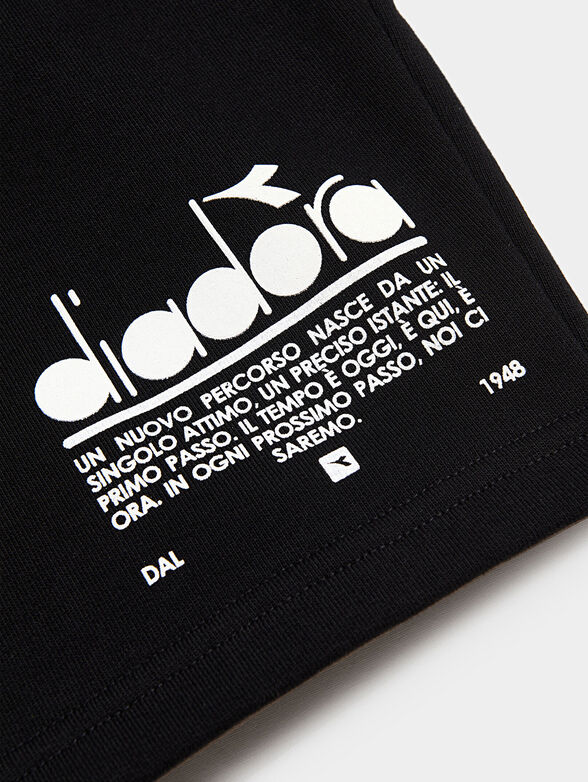 diadora
UN NUOVO PERCORSO NASCE DA UN
SINGOLO ATTIMO, UN PRECISO ISTANTE: IL
PRIMO PASSO. IL TEMPO È OGGI, È QUI, È
ORA. IN OGNI PROSSIMO PASSO, NOI CI
SAREMO.
DAL
1948